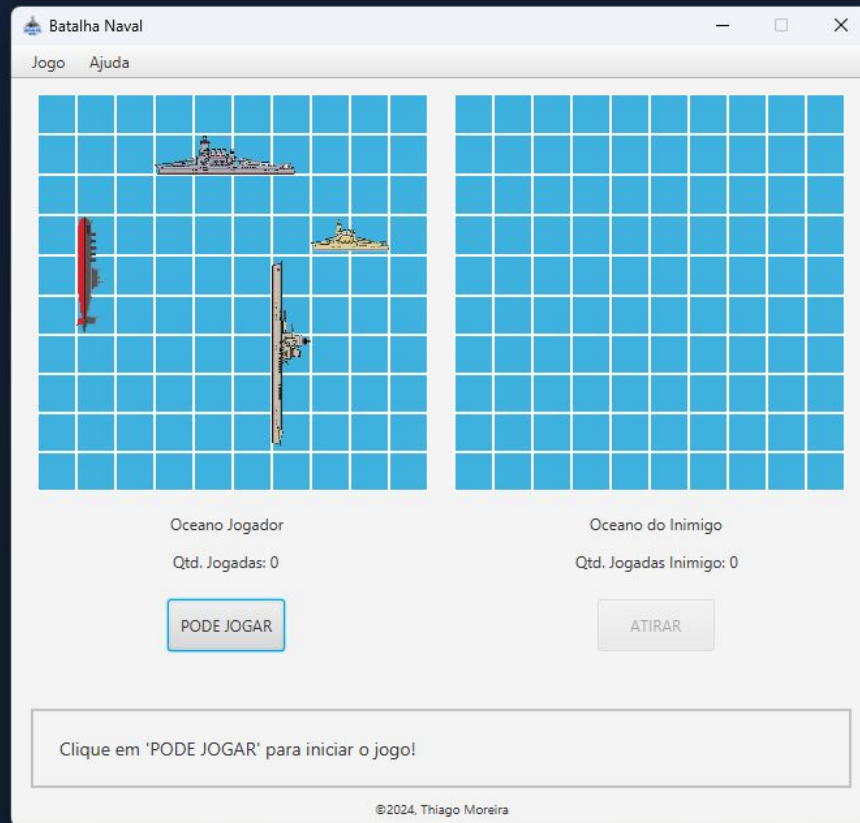 Batalha Naval
Jogo Ajuda
Oceano Jogador
Oceano do Inimigo
Qtd. Jogadas: 0
Qtd. Jogadas Inimigo: 0
PODE JOGAR
ATIRAR
Clique em 'PODE JOGAR' para iniciar o jogo!
©2024, Thiago Moreira